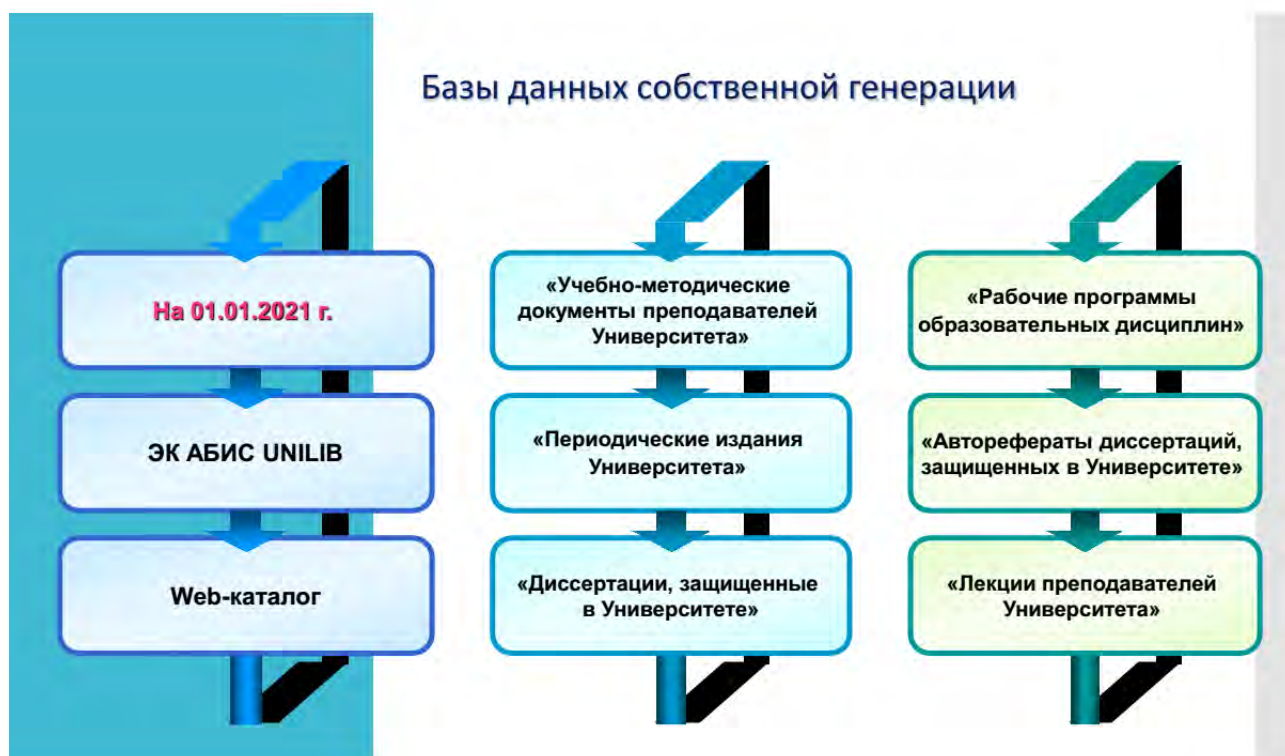 Базы данных собственной генерации
На 01.01.2021 г.
ЭК АБИС UNILIB
Web-каталог
«Учебно-методические
документы преподавателей
Университета»
«Периодические издания
Университета»
«Диссертации, защищенные
в Университете»
«Рабочие программы
образовательных дисциплин»
«Авторефераты диссертаций,
защищенных в Университете»
«Лекции преподавателей
Университета»